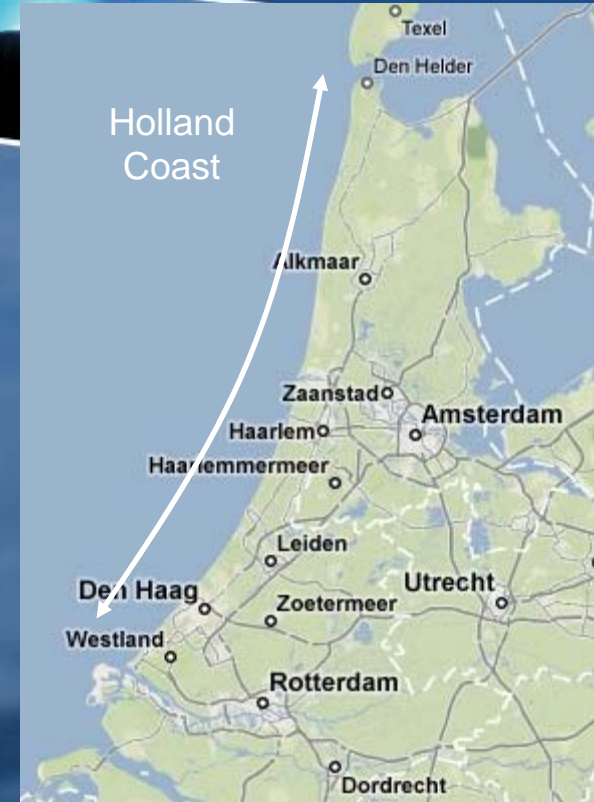 Texel
Den Helder
Holland
Coast
Alkmaar
Zaanstad
Amsterdam
Haarlem
Haarlemmermeer
Leiden
Den Haag
Utrecht
Zoetermeer
Westland
Rotterdam
Dordrecht